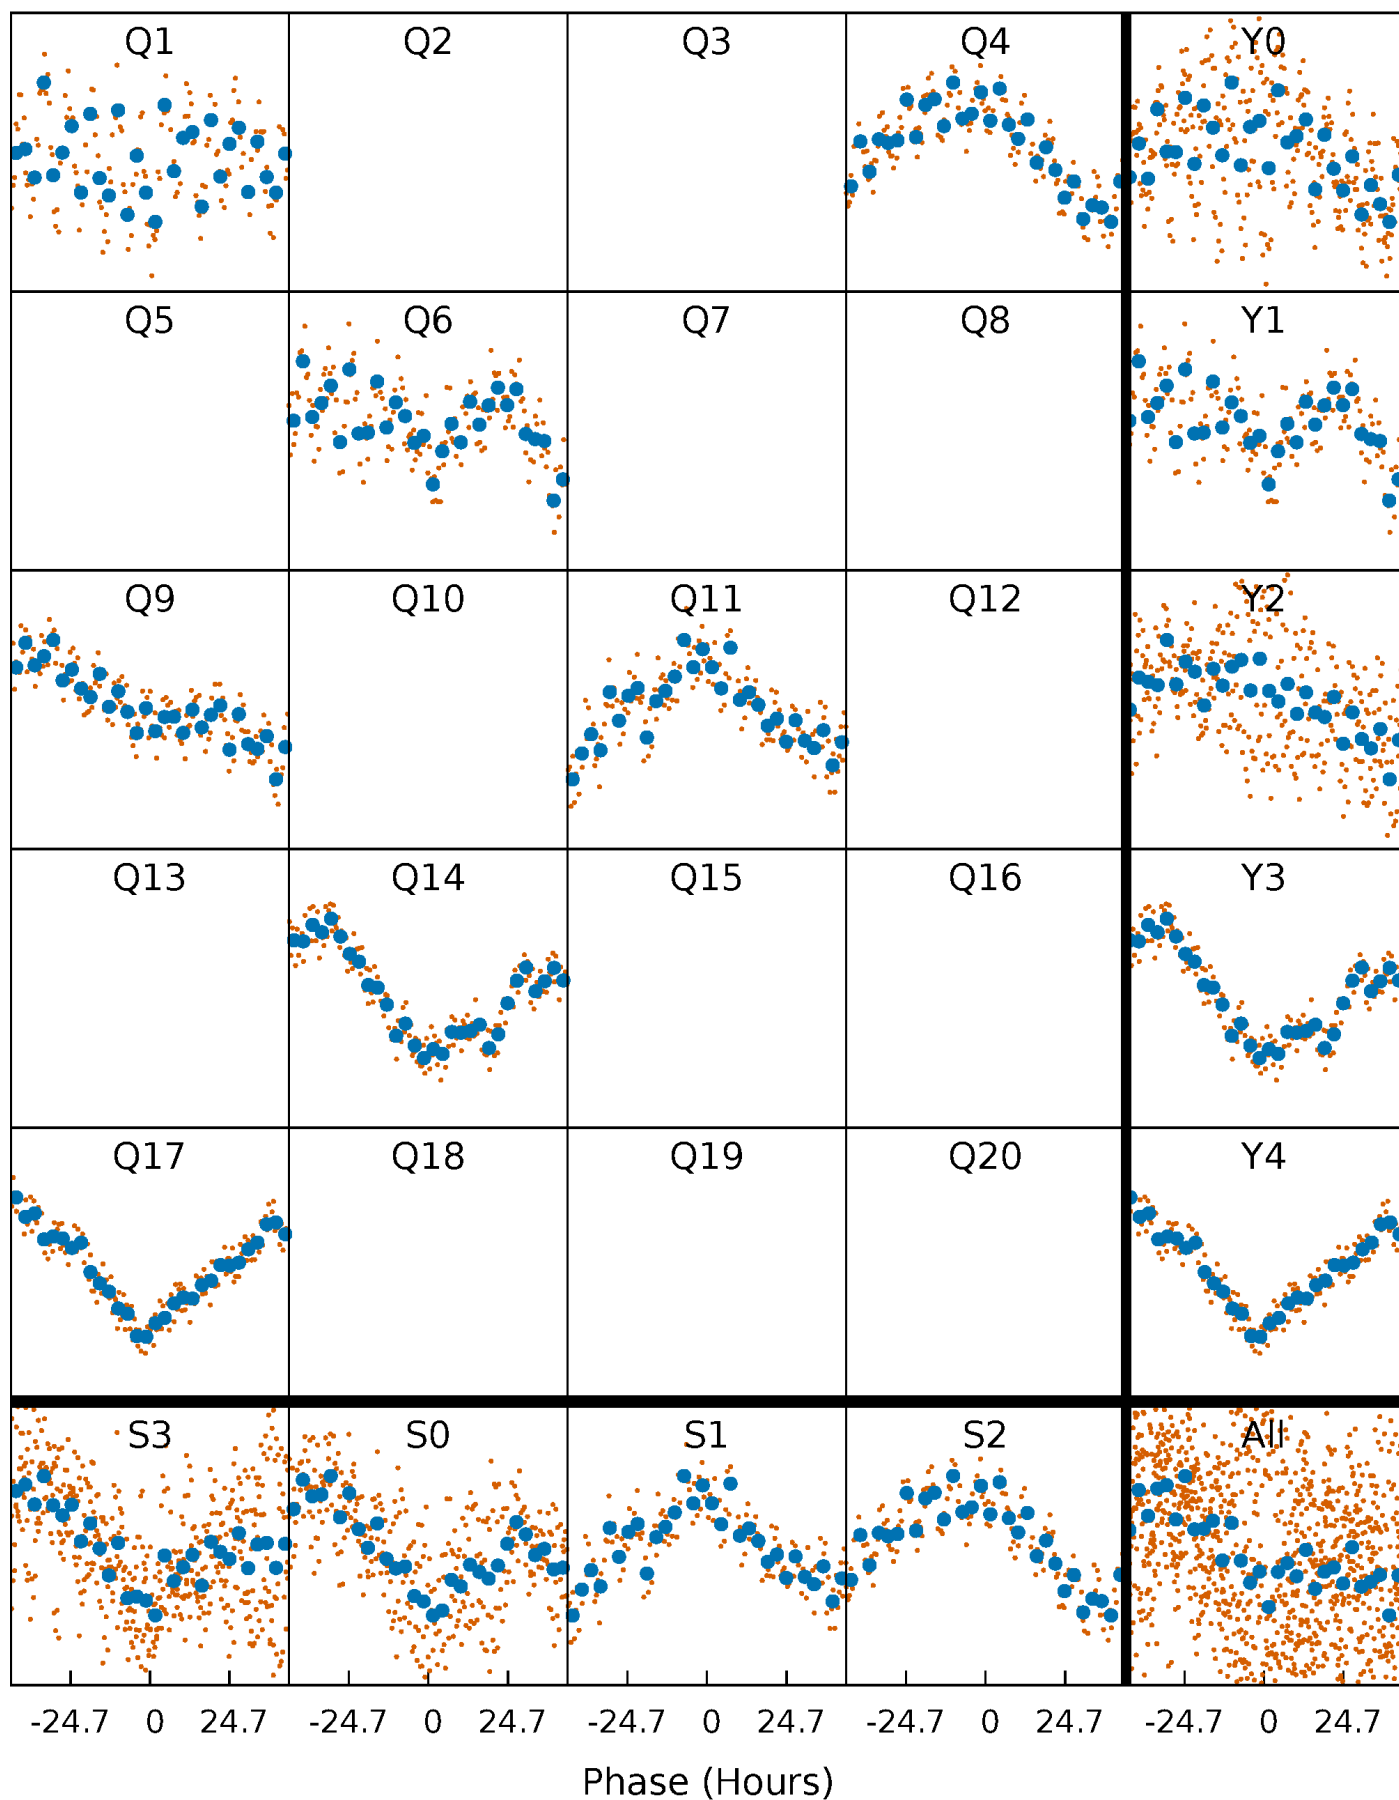 Q1 Q2 Q3 Q4 Y0
Q5 Q6 Q7 Q8 Y1
Q9 Q10 Q11 Q12 Y2
Q13 Q14 Q15 Q16 Y3
Q17 Q18 Q19 Q20 Y4
S3 S0 S1 S2 All
-24.7 0 24.7 -24.7 0 24.7 -24.7 0 24.7 -24.7 0 24.7 -24.7 0 24.7
Phase (Hours)